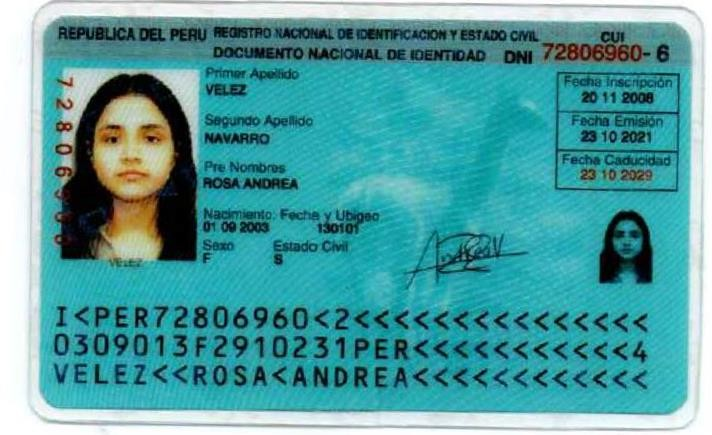 REPUBLICA DEL PERU REGISTRO NACIONAL DE IDENTIFICACION Y ESTADO CIVIL CUI
DOCUMENTO NACIONAL DE IDENTIDAD DNI 72806960- 6
72806960
Primer Apellido
VELEZ
Segundo Apellido
NAVARRO
Pre Nombres
ROSA ANDREA
Nacimiento: Fecha y Ubigeo
01 09 2003 130101
Sexo Estado Civil
F S
Fecha Inscripción
20 11 2008
Fecha Emisión
23 10 2021
Fecha Caducidad
23 10 2029
VELEZ
I<PER72806960<2<<<<<<<<<<<<<<<
0309013F2910231PER<<<<<<<<<<<4
VELEZ<<ROSA<ANDREA<<<<<<<<<<<<